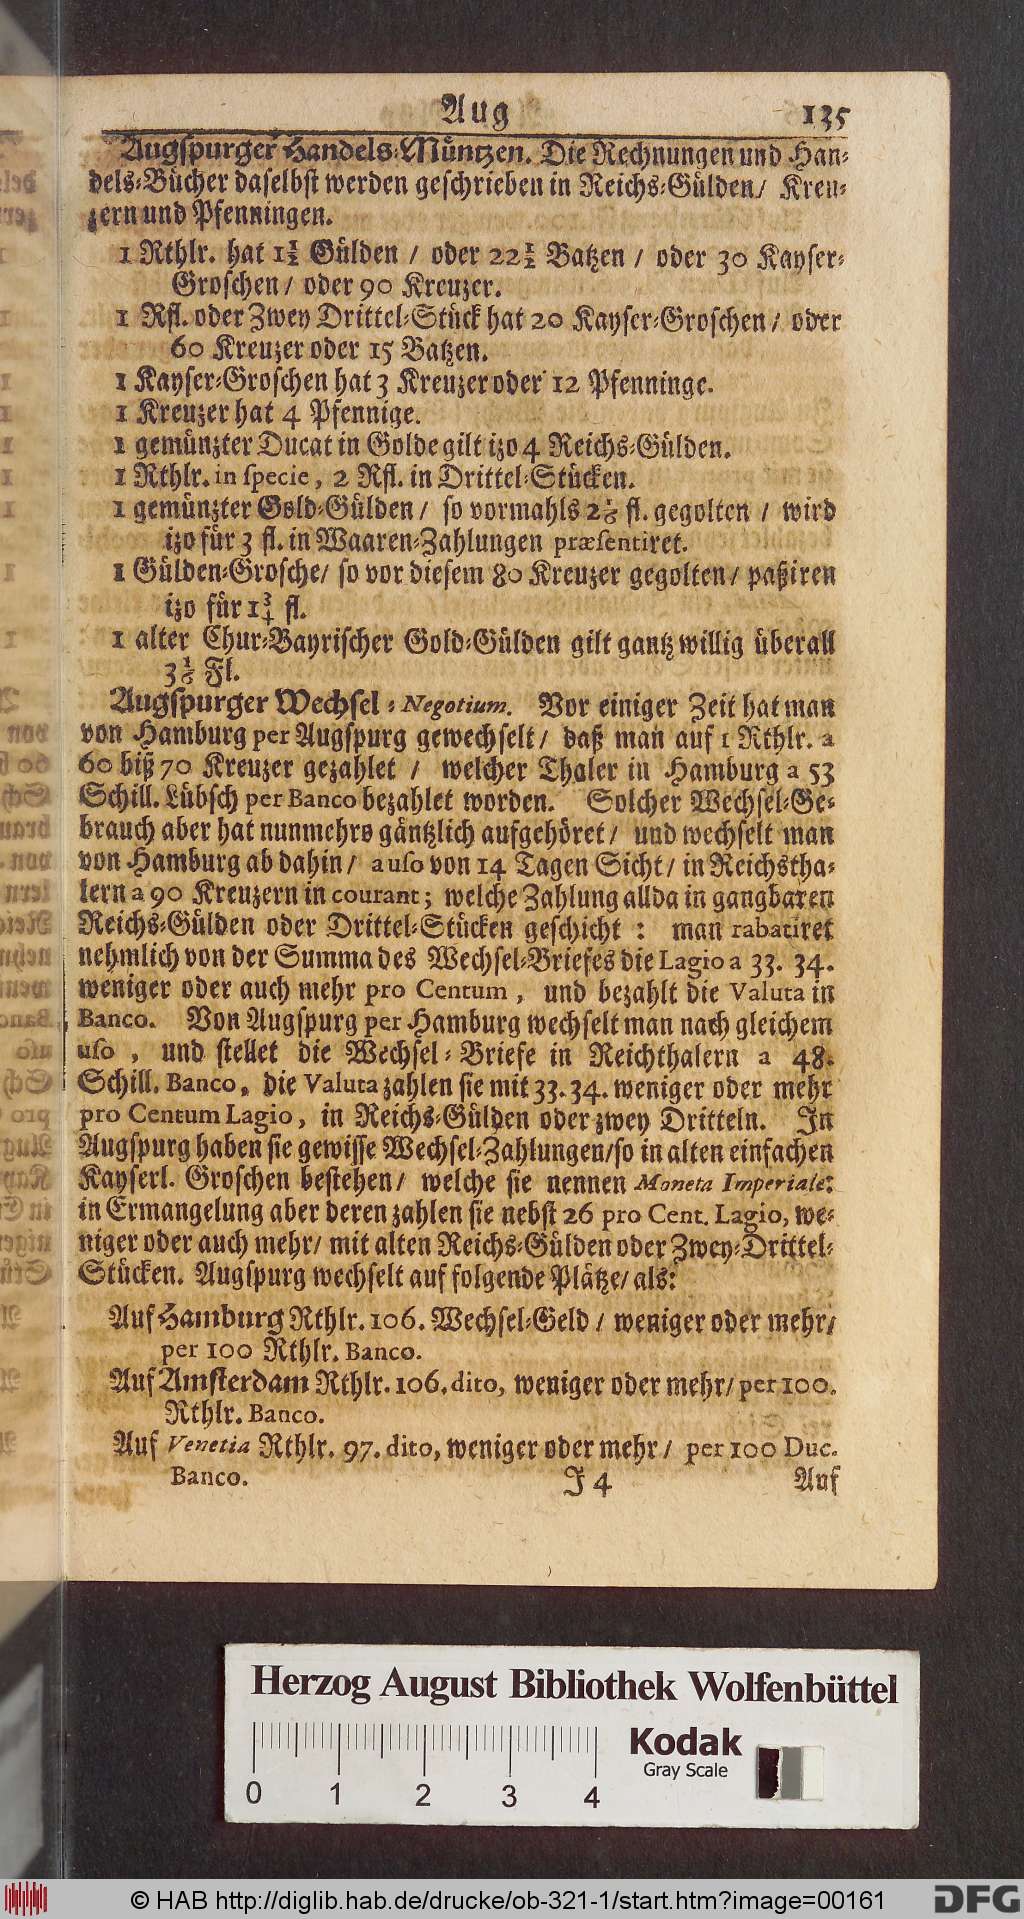 Aug 135
Augspurger Handels-Müntzen. Die Rechnungen und Han-
dels-Bücher daselbst werden geschrieben in Reichs-Gülden/ Kreu-
zern und Pfenningen.
1 Rthlr. hat 1½ Gülden / oder 22½ Batzen / oder 30 Kayser-
Groschen / oder 90 Kreuzer.
1 Rfl. oder Zwey Drittel-Stück hat 20 Kayser-Groschen / oder
60 Kreuzer oder 15 Batzen.
1 Kayser-Groschen hat 3 Kreuzer oder 12 Pfenninge.
1 Kreuzer hat 4 Pfennige.
1 gemünzter Ducat in Golde gilt izo 4 Reichs-Gülden.
1 Rthlr. in specie, 2 Rfl. in Drittel-Stücken.
1 gemünzter Gold-Gülden / so vormahls 2⅙ fl. gegolten / wird
izo für 3 fl. in Waaren-Zahlungen præsentiret.
1 Gülden-Grosche/ so vor diesem 80 Kreuzer gegolten / paßiren
izo für 1¾ fl.
1 alter Chur-Bayrischer Gold-Gülden gilt gantz willig überall
3⅙ Fl.
Augspurger Wechsel-Negotium. Vor einiger Zeit hat man
von Hamburg per Augspurg gewechselt / daß man auf 1 Rthlr. a
60 biß 70 Kreuzer gezahlet / welcher Thaler in Hamburg a 53
Schill. Lübsch per Banco bezahlet worden. Solcher Wechsel-Ge-
brauch aber hat nunmehro gäntzlich aufgehöret / und wechselt man
von Hamburg ab dahin / a uso von 14 Tagen Sicht / in Reichstha-
lern a 90 Kreuzern in courant; welche Zahlung allda in gangbaren
Reichs-Gülden oder Drittel-Stücken geschicht : man rabatiret
nehmlich von der Summa des Wechsel-Briefes die Lagio a 33. 34.
weniger oder auch mehr pro Centum, und bezahlt die Valuta in
Banco. Von Augspurg per Hamburg wechselt man nach gleichem
uso, und stellet die Wechsel-Briefe in Reichthalern a 48.
Schill. Banco, die Valuta zahlen sie mit 33. 34. weniger oder mehr
pro Centum Lagio, in Reichs-Gülden oder zwey Dritteln. In
Augspurg haben sie gewisse Wechsel-Zahlungen/ so in alten einfachen
Kayserl. Groschen bestehen/ welche sie nennen Moneta Imperiale:
in Ermangelung aber deren zahlen sie nebst 26 pro Cent. Lagio, we-
niger oder auch mehr/ mit alten Reichs-Gülden oder Zwey-Drittel-
Stücken. Augspurg wechselt auf folgende Plätze/ als:
Auf Hamburg Rthlr. 106. Wechsel-Geld / weniger oder mehr/
per 100 Rthlr. Banco.
Auf Amsterdam Rthlr. 106. dito, weniger oder mehr/ per 100.
Rthlr. Banco.
Auf Venetia Rthlr. 97. dito, weniger oder mehr / per 100 Duc.
Banco. J 4 Auf
Herzog August Bibliothek Wolfenbüttel
Kodak
Gray Scale
0 1 2 3 4
© HAB http://diglib.hab.de/drucke/ob-321-1/start.htm?image=00161
DFG